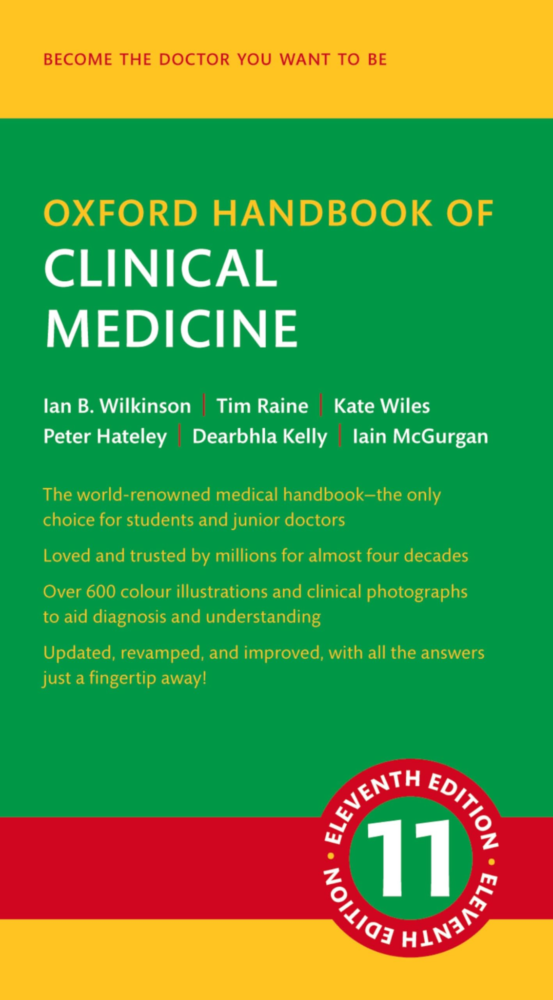 BECOME THE DOCTOR YOU WANT TO BE
OXFORD HANDBOOK OF
CLINICAL
MEDICINE
Ian B. Wilkinson | Tim Raine | Kate Wiles
Peter Hateley | Dearbhla Kelly | Iain McGurgan
The world-renowned medical handbook—the only
choice for students and junior doctors
Loved and trusted by millions for almost four decades
Over 600 colour illustrations and clinical photographs
to aid diagnosis and understanding
Updated, revamped, and improved, with all the answers
just a fingertip away!
ELEVENTH EDITION
11
ELEVENTH EDITION